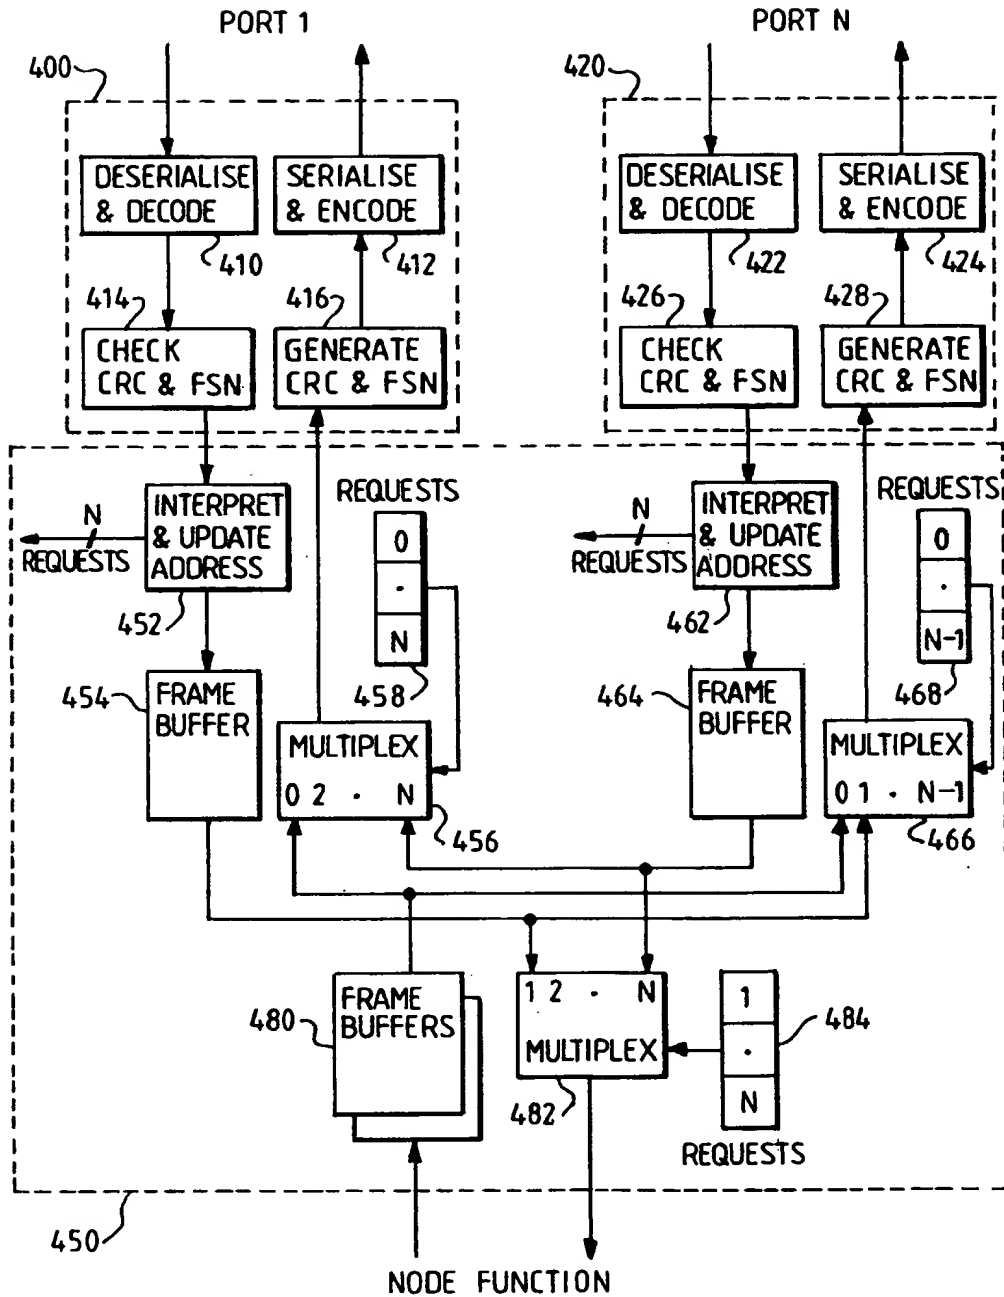 PORT 1
PORT N
400
420
DESERIALISE
& DECODE
SERIALISE
& ENCODE
DESERIALISE
& DECODE
SERIALISE
& ENCODE
410
412
422
424
414
416
426
428
CHECK
CRC & FSN
GENERATE
CRC & FSN
CHECK
CRC & FSN
GENERATE
CRC & FSN
N
REQUESTS
INTERPRET
& UPDATE
ADDRESS
REQUESTS
0
.
N
N
REQUESTS
INTERPRET
& UPDATE
ADDRESS
REQUESTS
0
.
N-1
452
458
462
468
454
FRAME
BUFFER
MULTIPLEX
0 2 . N
456
464
FRAME
BUFFER
MULTIPLEX
0 1 . N-1
466
480
FRAME
BUFFERS
1 2 . N
MULTIPLEX
482
1
.
N
484
REQUESTS
450
NODE FUNCTION